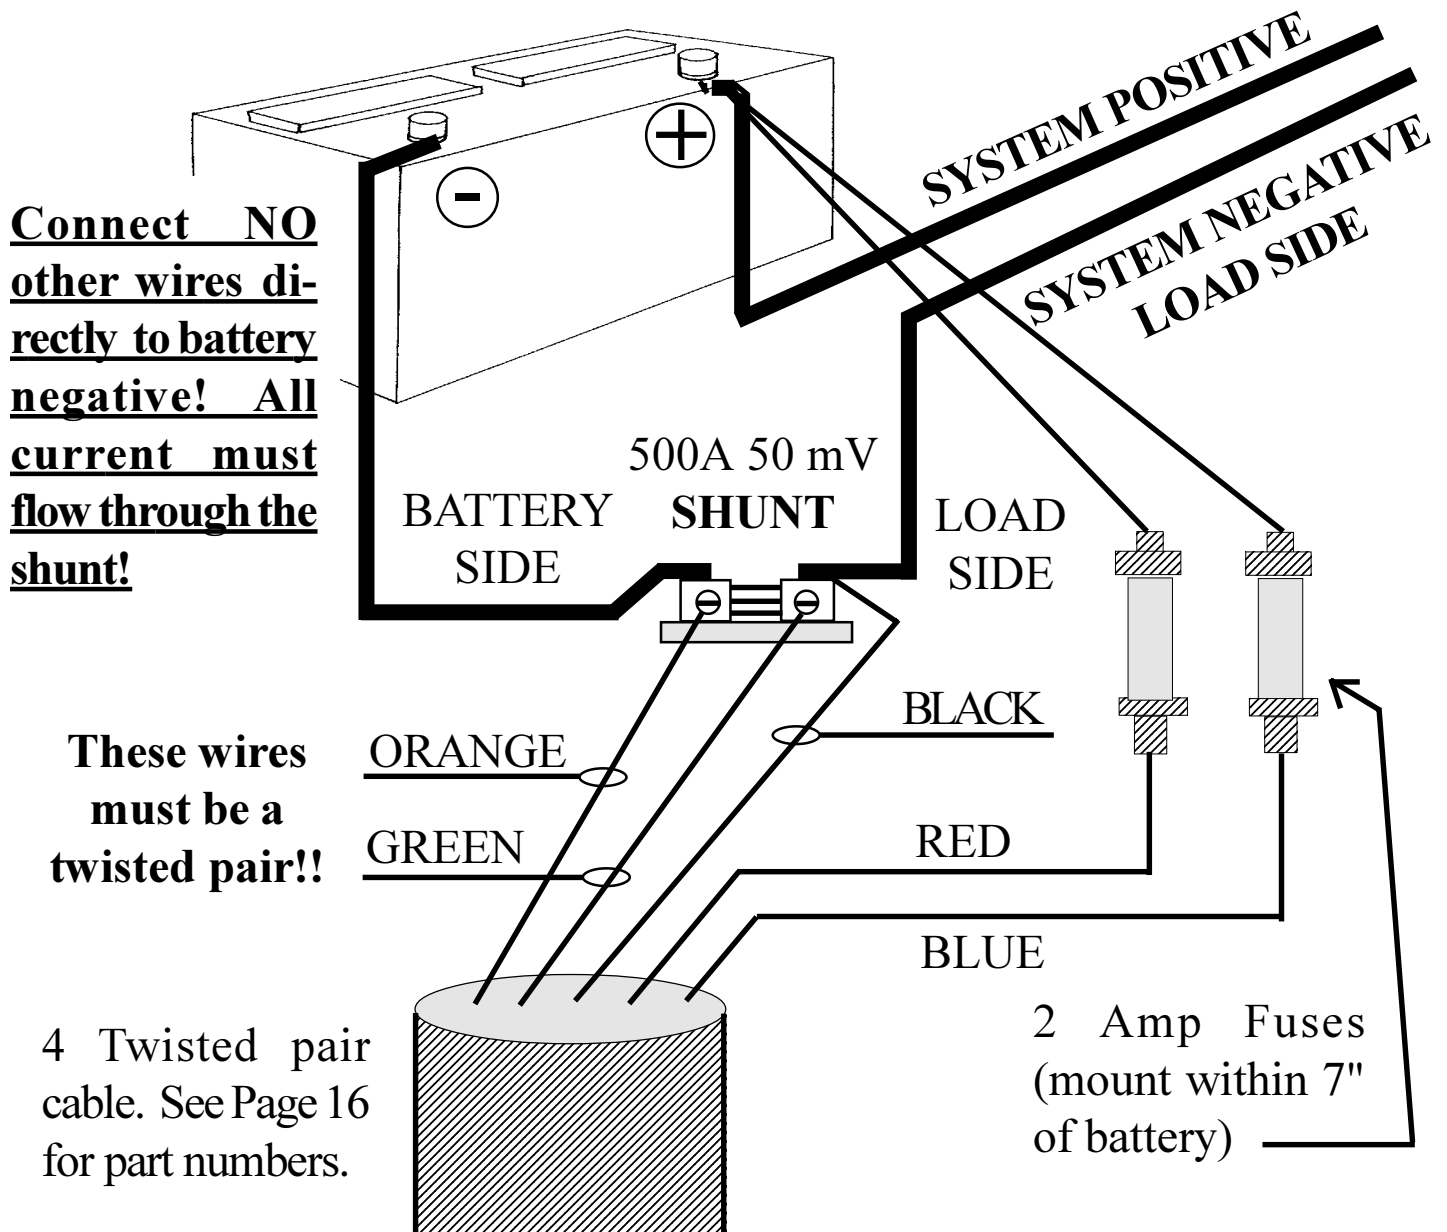 SYSTEM POSITIVE
SYSTEM NEGATIVE
LOAD SIDE
+
-
Connect NO
other wires di-
rectly to battery
negative! All
current must
flow through the
shunt!
500A 50 mV
SHUNT
BATTERY
SIDE
LOAD
SIDE
BLACK
These wires
must be a
twisted pair!!
ORANGE
GREEN
RED
BLUE
4 Twisted pair
cable. See Page 16
for part numbers.
2 Amp Fuses
(mount within 7"
of battery)